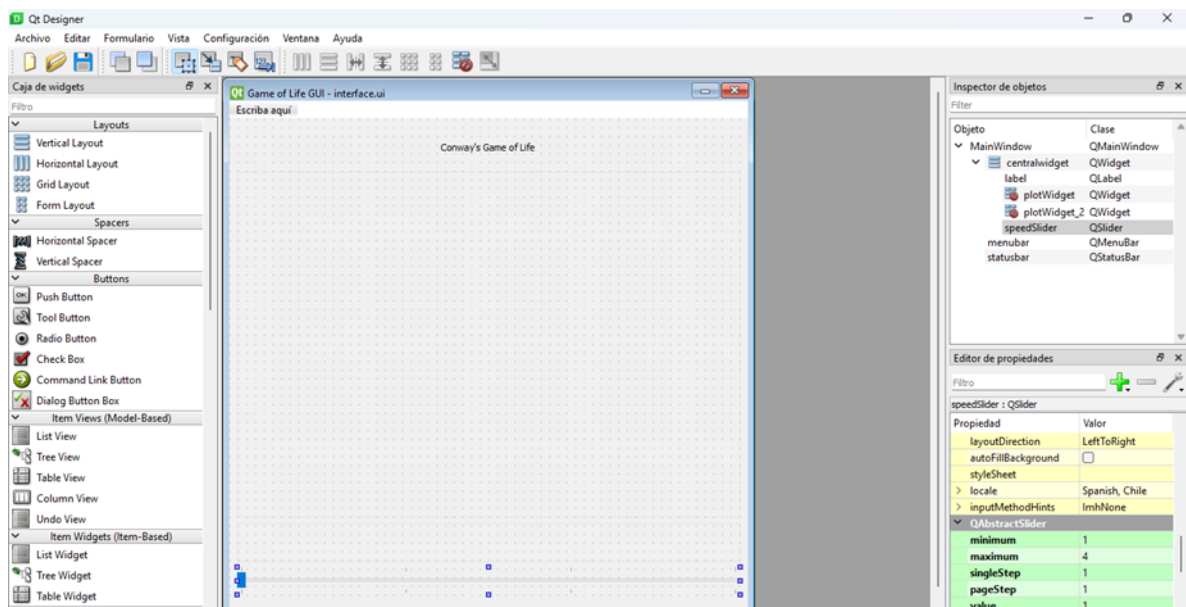 Qt Designer
Archivo Editar Formulario Vista Configuración Ventana Ayuda
123
Caja de widgets
Filtro
Layouts
Vertical Layout
Horizontal Layout
Grid Layout
Form Layout
Spacers
Horizontal Spacer
Vertical Spacer
Buttons
OK Push Button
Tool Button
Radio Button
Check Box
Command Link Button
Dialog Button Box
Item Views (Model-Based)
List View
Tree View
Table View
Column View
Undo View
Item Widgets (Item-Based)
List Widget
Tree Widget
Table Widget
Qt Game of Life GUI - interface.ui
Escriba aquí
Conway's Game of Life
Inspector de objetos
Filter
Objeto Clase
MainWindow QMainWindow
centralwidget QWidget
label QLabel
plotWidget QWidget
plotWidget_2 QWidget
speedSlider QSlider
menubar QMenuBar
statusbar QStatusBar
Editor de propiedades
Filtro
speedSlider : QSlider
Propiedad Valor
layoutDirection LeftToRight
autoFillBackground
styleSheet
locale Spanish, Chile
inputMethodHints ImhNone
QAbstractSlider
minimum 1
maximum 4
singleStep 1
pageStep 1
value 1